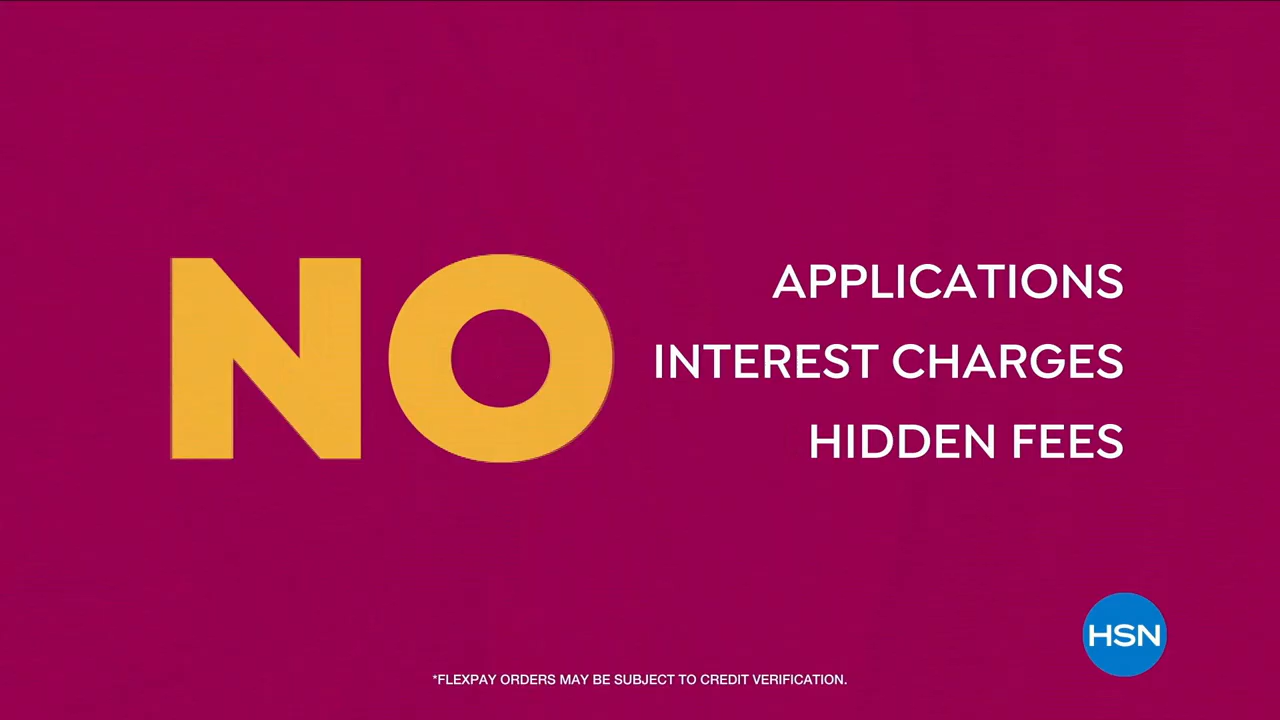 NO
APPLICATIONS
INTEREST CHARGES
HIDDEN FEES
HSN
*FLEXPAY ORDERS MAY BE SUBJECT TO CREDIT VERIFICATION.